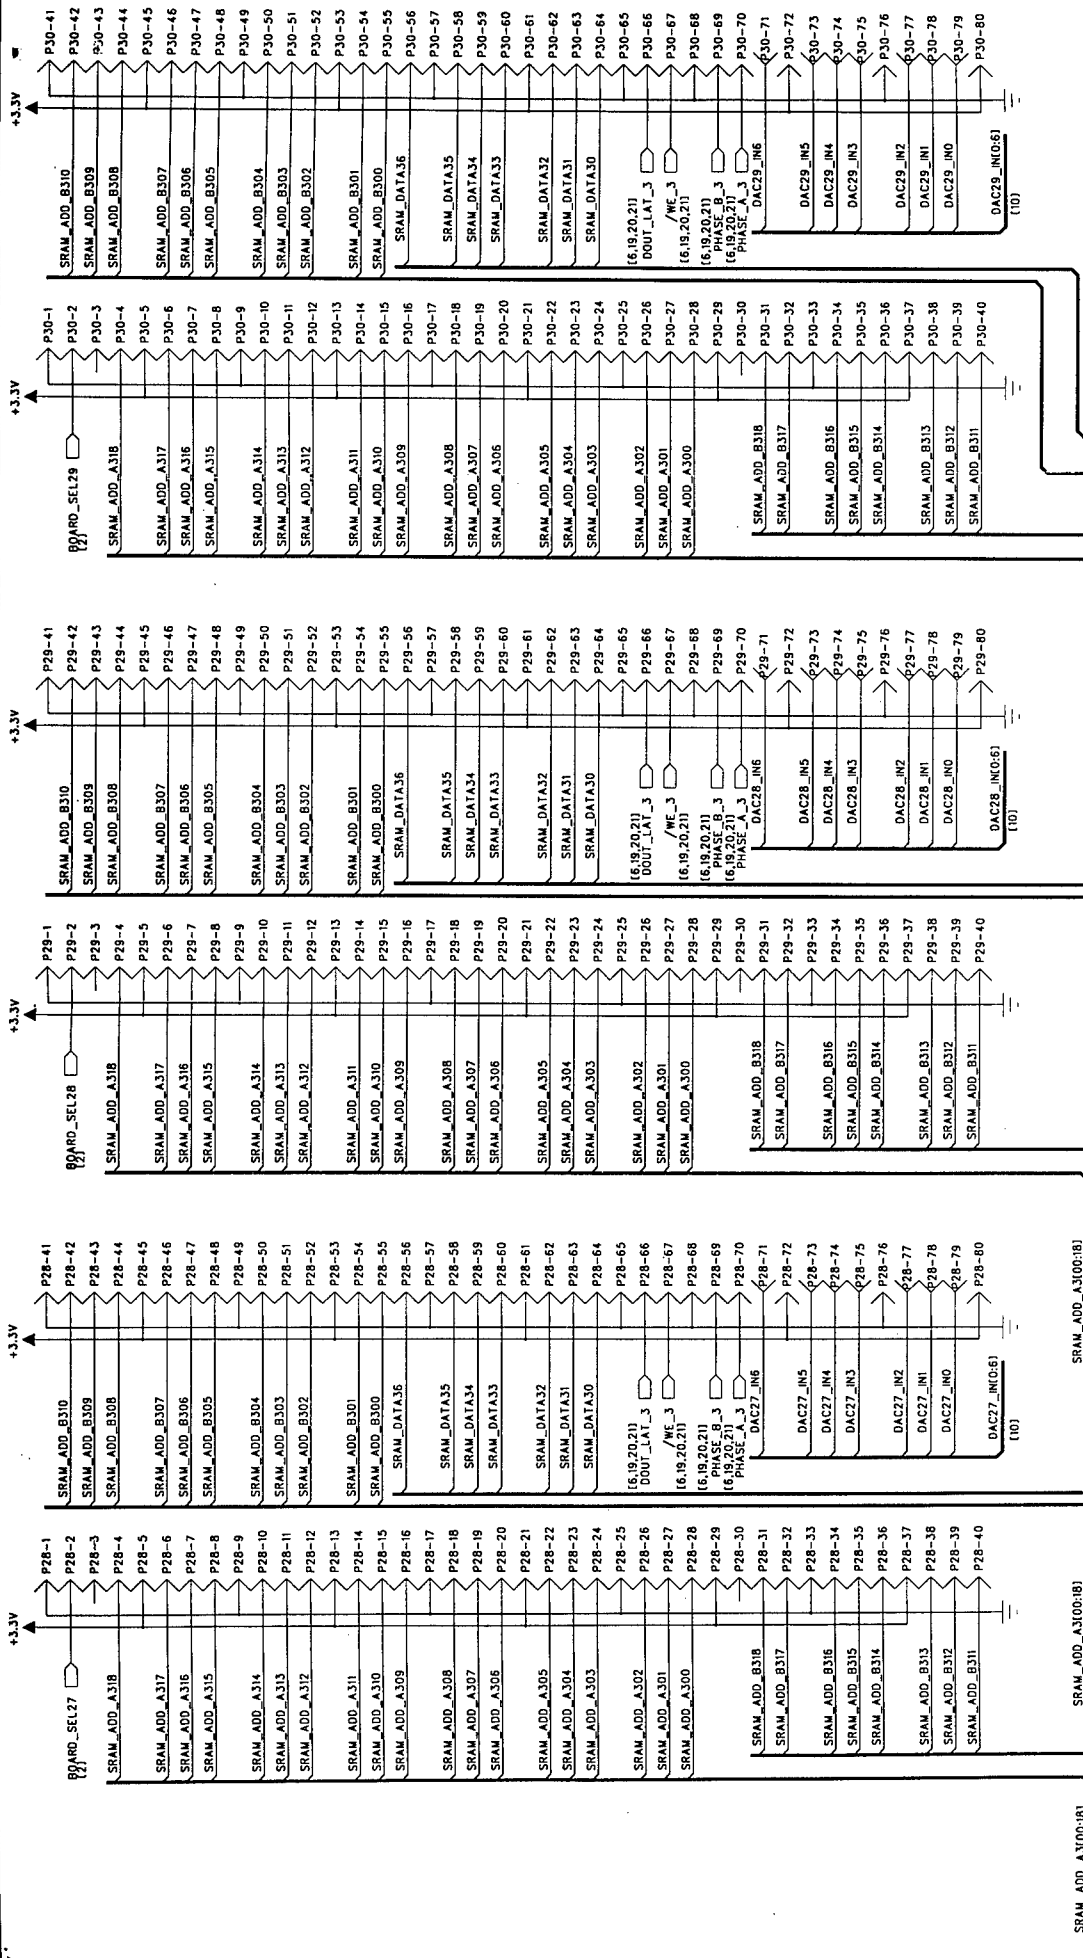 +3.3V
P28-1
P28-2
P28-3
P28-4
P28-5
P28-6
P28-7
P28-8
P28-9
P28-10
P28-11
P28-12
P28-13
P28-14
P28-15
P28-16
P28-17
P28-18
P28-19
P28-20
P28-21
P28-22
P28-23
P28-24
P28-25
P28-26
P28-27
P28-28
P28-29
P28-30
P28-31
P28-32
P28-33
P28-34
P28-35
P28-36
P28-37
P28-38
P28-39
P28-40
BOARD_SEL27
[2]
SRAM_ADD_A318
SRAM_ADD_A317
SRAM_ADD_A316
SRAM_ADD_A315
SRAM_ADD_A314
SRAM_ADD_A313
SRAM_ADD_A312
SRAM_ADD_A311
SRAM_ADD_A310
SRAM_ADD_A309
SRAM_ADD_A308
SRAM_ADD_A307
SRAM_ADD_A306
SRAM_ADD_A305
SRAM_ADD_A304
SRAM_ADD_A303
SRAM_ADD_A302
SRAM_ADD_A301
SRAM_ADD_A300
SRAM_ADD_B318
SRAM_ADD_B317
SRAM_ADD_B316
SRAM_ADD_B315
SRAM_ADD_B314
SRAM_ADD_B313
SRAM_ADD_B312
SRAM_ADD_B311
+3.3V
P28-41
P28-42
P28-43
P28-44
P28-45
P28-46
P28-47
P28-48
P28-49
P28-50
P28-51
P28-52
P28-53
P28-54
P28-55
P28-56
P28-57
P28-58
P28-59
P28-60
P28-61
P28-62
P28-63
P28-64
P28-65
P28-66
P28-67
P28-68
P28-69
P28-70
P28-71
P28-72
P28-73
P28-74
P28-75
P28-76
P28-77
P28-78
P28-79
P28-80
SRAM_ADD_B310
SRAM_ADD_B309
SRAM_ADD_B308
SRAM_ADD_B307
SRAM_ADD_B306
SRAM_ADD_B305
SRAM_ADD_B304
SRAM_ADD_B303
SRAM_ADD_B302
SRAM_ADD_B301
SRAM_ADD_B300
SRAM_DATA36
SRAM_DATA35
SRAM_DATA34
SRAM_DATA33
SRAM_DATA32
SRAM_DATA31
SRAM_DATA30
[6,19,20,21]
DOUT_LAT_3
/WE_3
[6,19,20,21]
[6,19,20,21]
PHASE_B_3
[6,19,20,21]
PHASE_A_3
DAC27_IN6
DAC27_IN5
DAC27_IN4
DAC27_IN3
DAC27_IN2
DAC27_IN1
DAC27_IN0
DAC27_IN[0:6]
[10]
+3.3V
P29-1
P29-2
P29-3
P29-4
P29-5
P29-6
P29-7
P29-8
P29-9
P29-10
P29-11
P29-12
P29-13
P29-14
P29-15
P29-16
P29-17
P29-18
P29-19
P29-20
P29-21
P29-22
P29-23
P29-24
P29-25
P29-26
P29-27
P29-28
P29-29
P29-30
P29-31
P29-32
P29-33
P29-34
P29-35
P29-36
P29-37
P29-38
P29-39
P29-40
BOARD_SEL28
[2]
SRAM_ADD_A318
SRAM_ADD_A317
SRAM_ADD_A316
SRAM_ADD_A315
SRAM_ADD_A314
SRAM_ADD_A313
SRAM_ADD_A312
SRAM_ADD_A311
SRAM_ADD_A310
SRAM_ADD_A309
SRAM_ADD_A308
SRAM_ADD_A307
SRAM_ADD_A306
SRAM_ADD_A305
SRAM_ADD_A304
SRAM_ADD_A303
SRAM_ADD_A302
SRAM_ADD_A301
SRAM_ADD_A300
SRAM_ADD_B318
SRAM_ADD_B317
SRAM_ADD_B316
SRAM_ADD_B315
SRAM_ADD_B314
SRAM_ADD_B313
SRAM_ADD_B312
SRAM_ADD_B311
+3.3V
P29-41
P29-42
P29-43
P29-44
P29-45
P29-46
P29-47
P29-48
P29-49
P29-50
P29-51
P29-52
P29-53
P29-54
P29-55
P29-56
P29-57
P29-58
P29-59
P29-60
P29-61
P29-62
P29-63
P29-64
P29-65
P29-66
P29-67
P29-68
P29-69
P29-70
P29-71
P29-72
P29-73
P29-74
P29-75
P29-76
P29-77
P29-78
P29-79
P29-80
SRAM_ADD_B310
SRAM_ADD_B309
SRAM_ADD_B308
SRAM_ADD_B307
SRAM_ADD_B306
SRAM_ADD_B305
SRAM_ADD_B304
SRAM_ADD_B303
SRAM_ADD_B302
SRAM_ADD_B301
SRAM_ADD_B300
SRAM_DATA36
SRAM_DATA35
SRAM_DATA34
SRAM_DATA33
SRAM_DATA32
SRAM_DATA31
SRAM_DATA30
[6,19,20,21]
DOUT_LAT_3
/WE_3
[6,19,20,21]
[6,19,20,21]
PHASE_B_3
[6,19,20,21]
PHASE_A_3
DAC28_IN6
DAC28_IN5
DAC28_IN4
DAC28_IN3
DAC28_IN2
DAC28_IN1
DAC28_IN0
DAC28_IN[0:6]
[10]
+3.3V
P30-1
P30-2
P30-3
P30-4
P30-5
P30-6
P30-7
P30-8
P30-9
P30-10
P30-11
P30-12
P30-13
P30-14
P30-15
P30-16
P30-17
P30-18
P30-19
P30-20
P30-21
P30-22
P30-23
P30-24
P30-25
P30-26
P30-27
P30-28
P30-29
P30-30
P30-31
P30-32
P30-33
P30-34
P30-35
P30-36
P30-37
P30-38
P30-39
P30-40
BOARD_SEL29
[2]
SRAM_ADD_A318
SRAM_ADD_A317
SRAM_ADD_A316
SRAM_ADD_A315
SRAM_ADD_A314
SRAM_ADD_A313
SRAM_ADD_A312
SRAM_ADD_A311
SRAM_ADD_A310
SRAM_ADD_A309
SRAM_ADD_A308
SRAM_ADD_A307
SRAM_ADD_A306
SRAM_ADD_A305
SRAM_ADD_A304
SRAM_ADD_A303
SRAM_ADD_A302
SRAM_ADD_A301
SRAM_ADD_A300
SRAM_ADD_B318
SRAM_ADD_B317
SRAM_ADD_B316
SRAM_ADD_B315
SRAM_ADD_B314
SRAM_ADD_B313
SRAM_ADD_B312
SRAM_ADD_B311
+3.3V
P30-41
P30-42
P30-43
P30-44
P30-45
P30-46
P30-47
P30-48
P30-49
P30-50
P30-51
P30-52
P30-53
P30-54
P30-55
P30-56
P30-57
P30-58
P30-59
P30-60
P30-61
P30-62
P30-63
P30-64
P30-65
P30-66
P30-67
P30-68
P30-69
P30-70
P30-71
P30-72
P30-73
P30-74
P30-75
P30-76
P30-77
P30-78
P30-79
P30-80
SRAM_ADD_B310
SRAM_ADD_B309
SRAM_ADD_B308
SRAM_ADD_B307
SRAM_ADD_B306
SRAM_ADD_B305
SRAM_ADD_B304
SRAM_ADD_B303
SRAM_ADD_B302
SRAM_ADD_B301
SRAM_ADD_B300
SRAM_DATA36
SRAM_DATA35
SRAM_DATA34
SRAM_DATA33
SRAM_DATA32
SRAM_DATA31
SRAM_DATA30
[6,19,20,21]
DOUT_LAT_3
/WE_3
[6,19,20,21]
[6,19,20,21]
PHASE_B_3
[6,19,20,21]
PHASE_A_3
DAC29_IN6
DAC29_IN5
DAC29_IN4
DAC29_IN3
DAC29_IN2
DAC29_IN1
DAC29_IN0
DAC29_IN[0:6]
[10]
SRAM_ADD_A3[00:18]
SRAM_ADD_A3[00:18]
SRAM_ADD_A3[00:18]